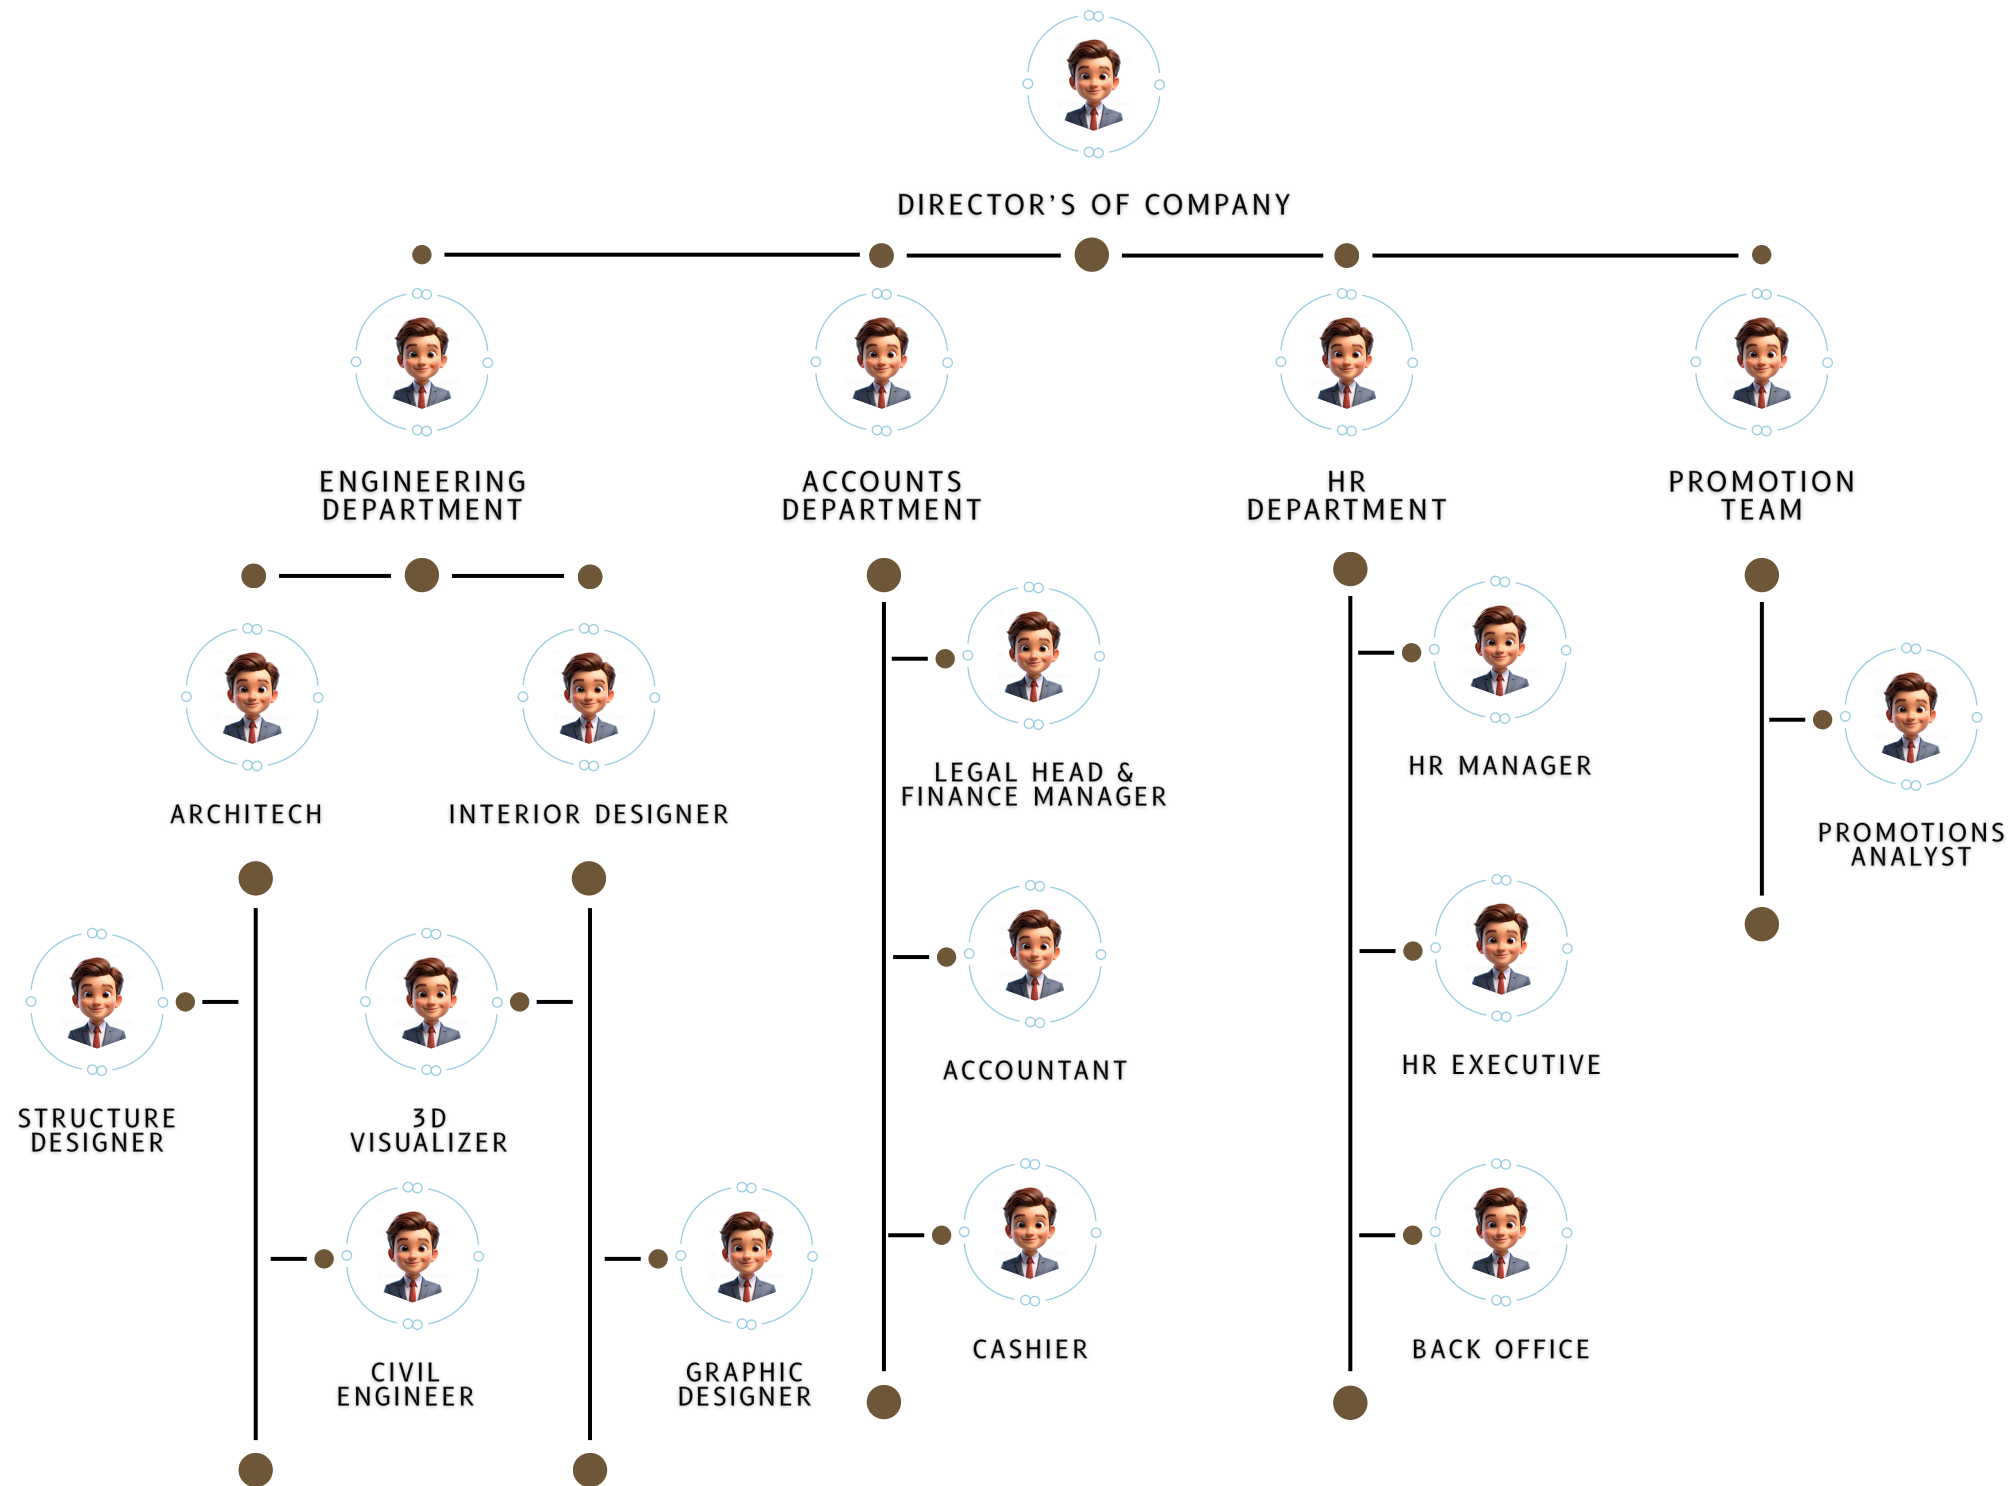 DIRECTOR'S OF COMPANY
ENGINEERING
DEPARTMENT
ACCOUNTS
DEPARTMENT
HR
DEPARTMENT
PROMOTION
TEAM
ARCHITECH
INTERIOR DESIGNER
LEGAL HEAD &
FINANCE MANAGER
HR MANAGER
PROMOTIONS
ANALYST
STRUCTURE
DESIGNER
3D
VISUALIZER
ACCOUNTANT
HR EXECUTIVE
CIVIL
ENGINEER
GRAPHIC
DESIGNER
CASHIER
BACK OFFICE